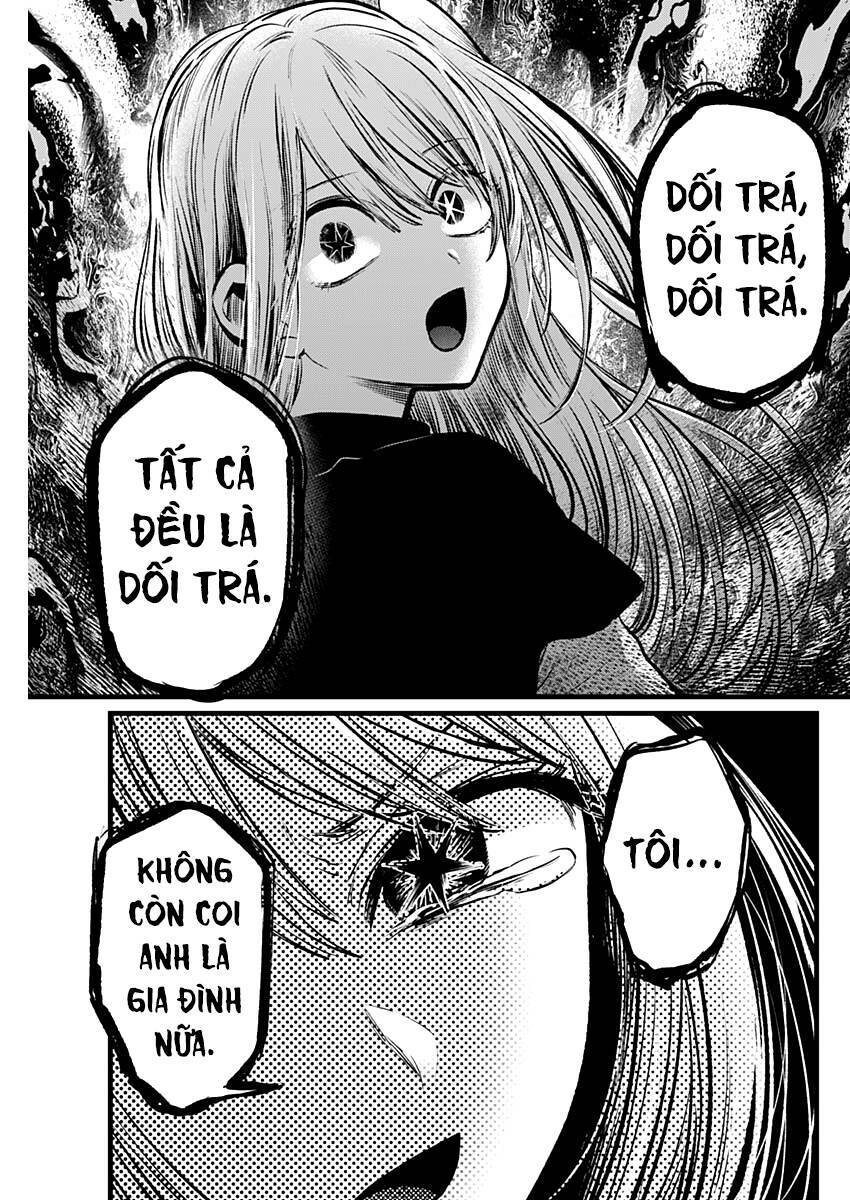 DỐI TRÁ,
DỐI TRÁ,
DỐI TRÁ.
TẤT CẢ
ĐỀU LÀ
DỐI TRÁ.
TÔI...
KHÔNG
CÒN COI
ANH LÀ
GIA ĐÌNH
NỮA.